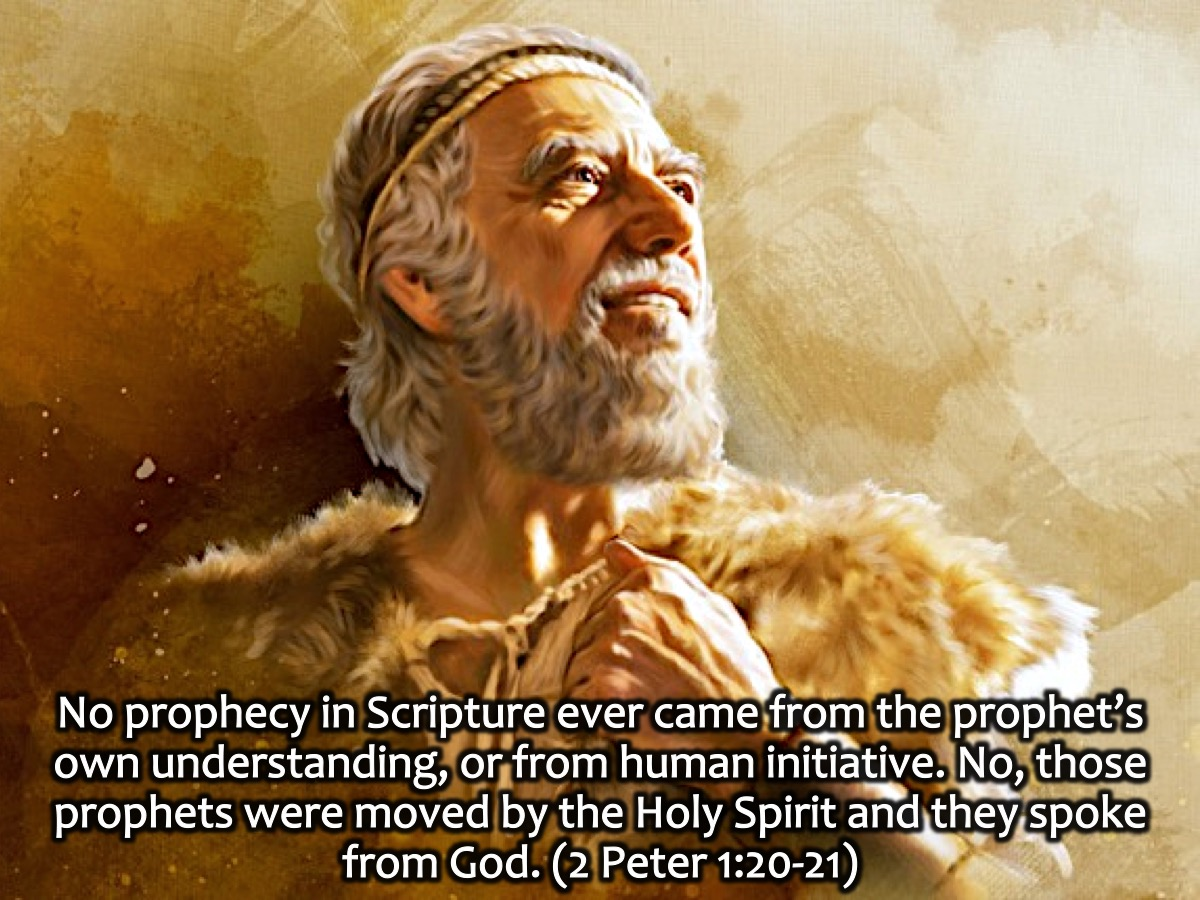 No prophecy in Scripture ever came from the prophet’s
own understanding, or from human initiative. No, those
prophets were moved by the Holy Spirit and they spoke
from God. (2 Peter 1:20-21)